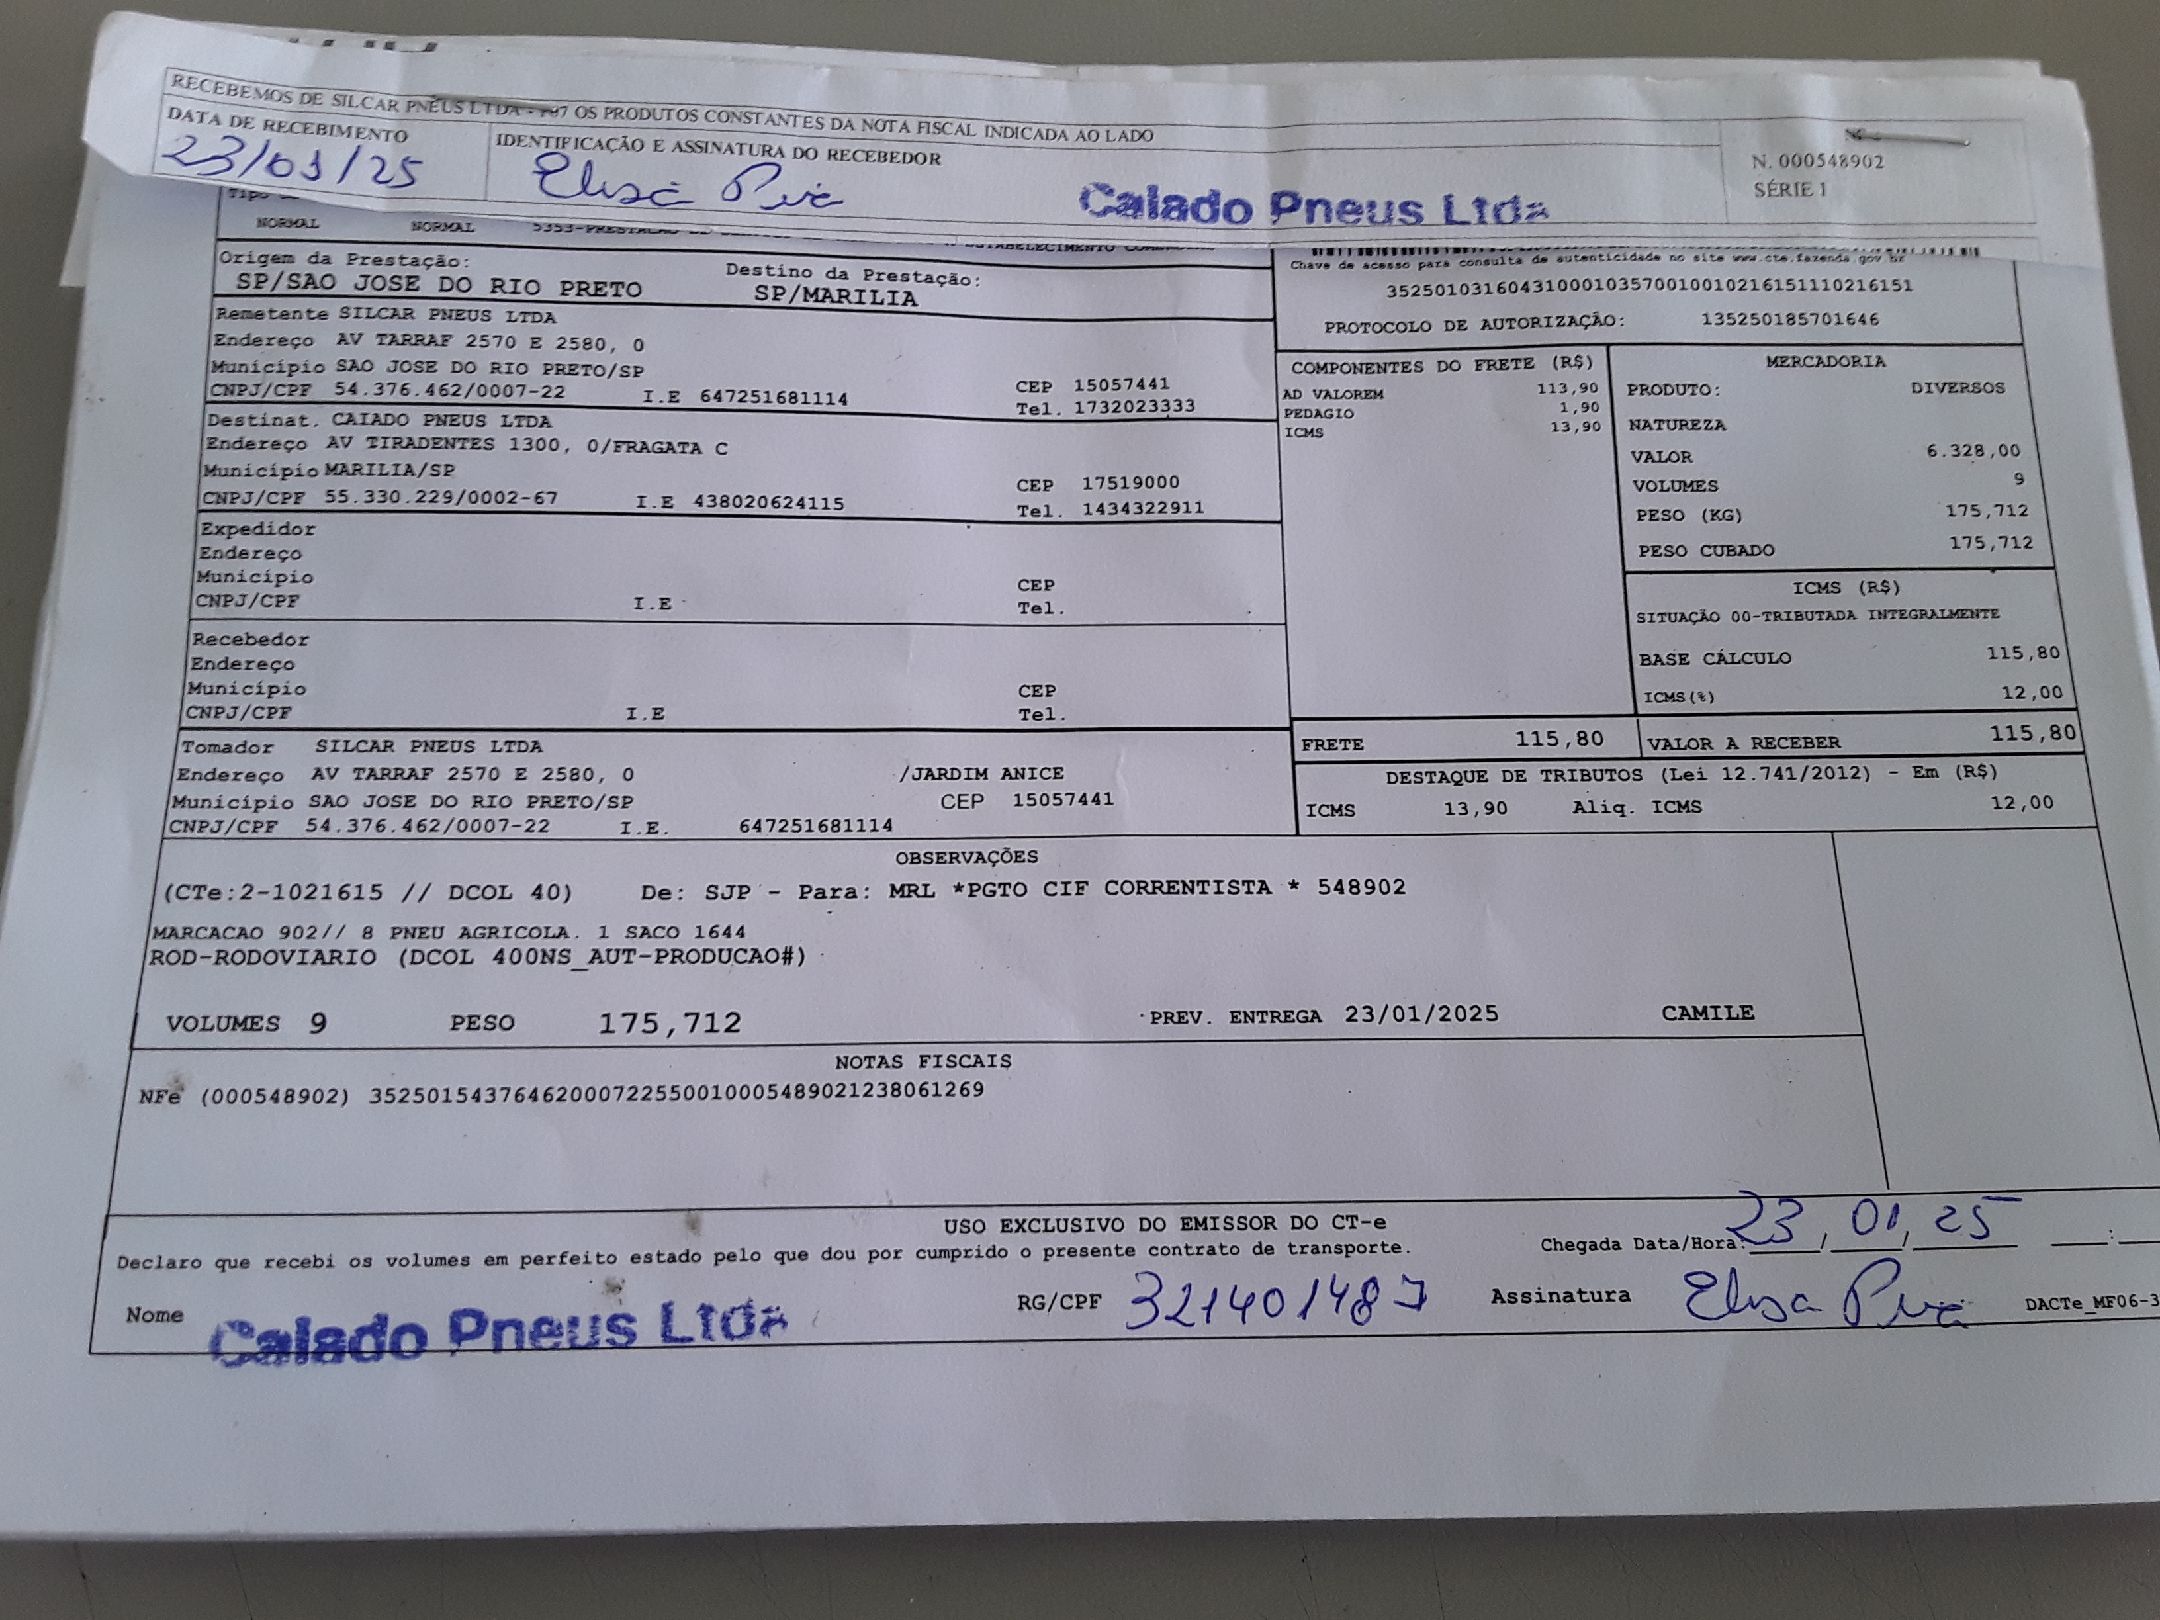 RECEBEMOS DE SILCAR PNEUS LTDA - F07 OS PRODUTOS CONSTANTES DA NOTA FISCAL INDICADA AO LADO
DATA DE RECEBIMENTO
23/01/25
IDENTIFICAÇÃO E ASSINATURA DO RECEBEDOR
Elisa
Caiado Pneus Ltda
N. 000548902
SÉRIE 1
NORMAL NORMAL
Origem da Prestação:
SP/SAO JOSE DO RIO PRETO
Destino da Prestação:
SP/MARILIA
Chave de acesso para consulta de autenticidade no site www.cte.fazenda.gov.br
35250103160431000103570010010216151110216151
PROTOCOLO DE AUTORIZAÇÃO: 135250185701646
Remetente SILCAR PNEUS LTDA
Endereço AV TARRAF 2570 E 2580, 0
Município SAO JOSE DO RIO PRETO/SP
CEP 15057441
CNPJ/CPF 54.376.462/0007-22 I.E 647251681114
Tel. 1732023333
Destinat. CAIADO PNEUS LTDA
Endereço AV TIRADENTES 1300, 0/FRAGATA C
Município MARILIA/SP
CEP 17519000
CNPJ/CPF 55.330.229/0002-67 I.E 438020624115
Tel. 1434322911
Expedidor
Endereço
Município
CEP
CNPJ/CPF I.E
Tel.
Recebedor
Endereço
Município
CEP
CNPJ/CPF I.E
Tel.
Tomador SILCAR PNEUS LTDA
Endereço AV TARRAF 2570 E 2580, 0 /JARDIM ANICE
Município SAO JOSE DO RIO PRETO/SP CEP 15057441
CNPJ/CPF 54.376.462/0007-22 I.E. 647251681114
COMPONENTES DO FRETE (R$)
AD VALOREM 113,90
PEDAGIO 1,90
ICMS 13,90
MERCADORIA
PRODUTO: DIVERSOS
NATUREZA
VALOR 6.328,00
VOLUMES 9
PESO (KG) 175,712
PESO CUBADO 175,712
ICMS (R$)
SITUAÇÃO 00-TRIBUTADA INTEGRALMENTE
BASE CÁLCULO 115,80
ICMS(%) 12,00
FRETE 115,80
VALOR A RECEBER 115,80
DESTAQUE DE TRIBUTOS (Lei 12.741/2012) - Em (R$)
ICMS 13,90 Aliq. ICMS 12,00
OBSERVAÇÕES
(CTe:2-1021615 // DCOL 40) De: SJP - Para: MRL *PGTO CIF CORRENTISTA * 548902
MARCACAO 902// 8 PNEU AGRICOLA. 1 SACO 1644
ROD-RODOVIARIO (DCOL 400NS_AUT-PRODUCAO#)
VOLUMES 9 PESO 175,712 PREV. ENTREGA 23/01/2025 CAMILE
NOTAS FISCAIS
NFe (000548902) 35250154376462000722550010005489021238061269
USO EXCLUSIVO DO EMISSOR DO CT-e
Declaro que recebi os volumes em perfeito estado pelo que dou por cumprido o presente contrato de transporte.
Chegada Data/Hora: 23/01/25 :
Nome Caiado Pneus Ltda
RG/CPF 321401487
Assinatura Elisa
DACTe_MF06-3